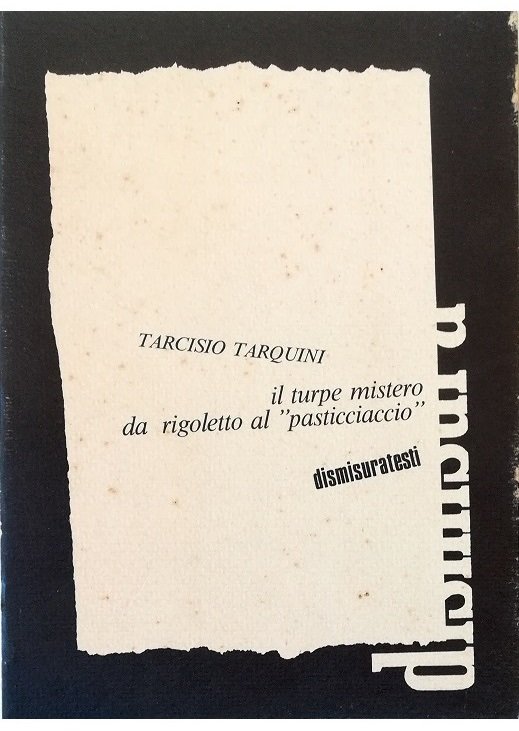 TARCISIO TARQUINI
il turpe mistero
da rigoletto al "pasticciaccio"
dismisuratesti
dismisura